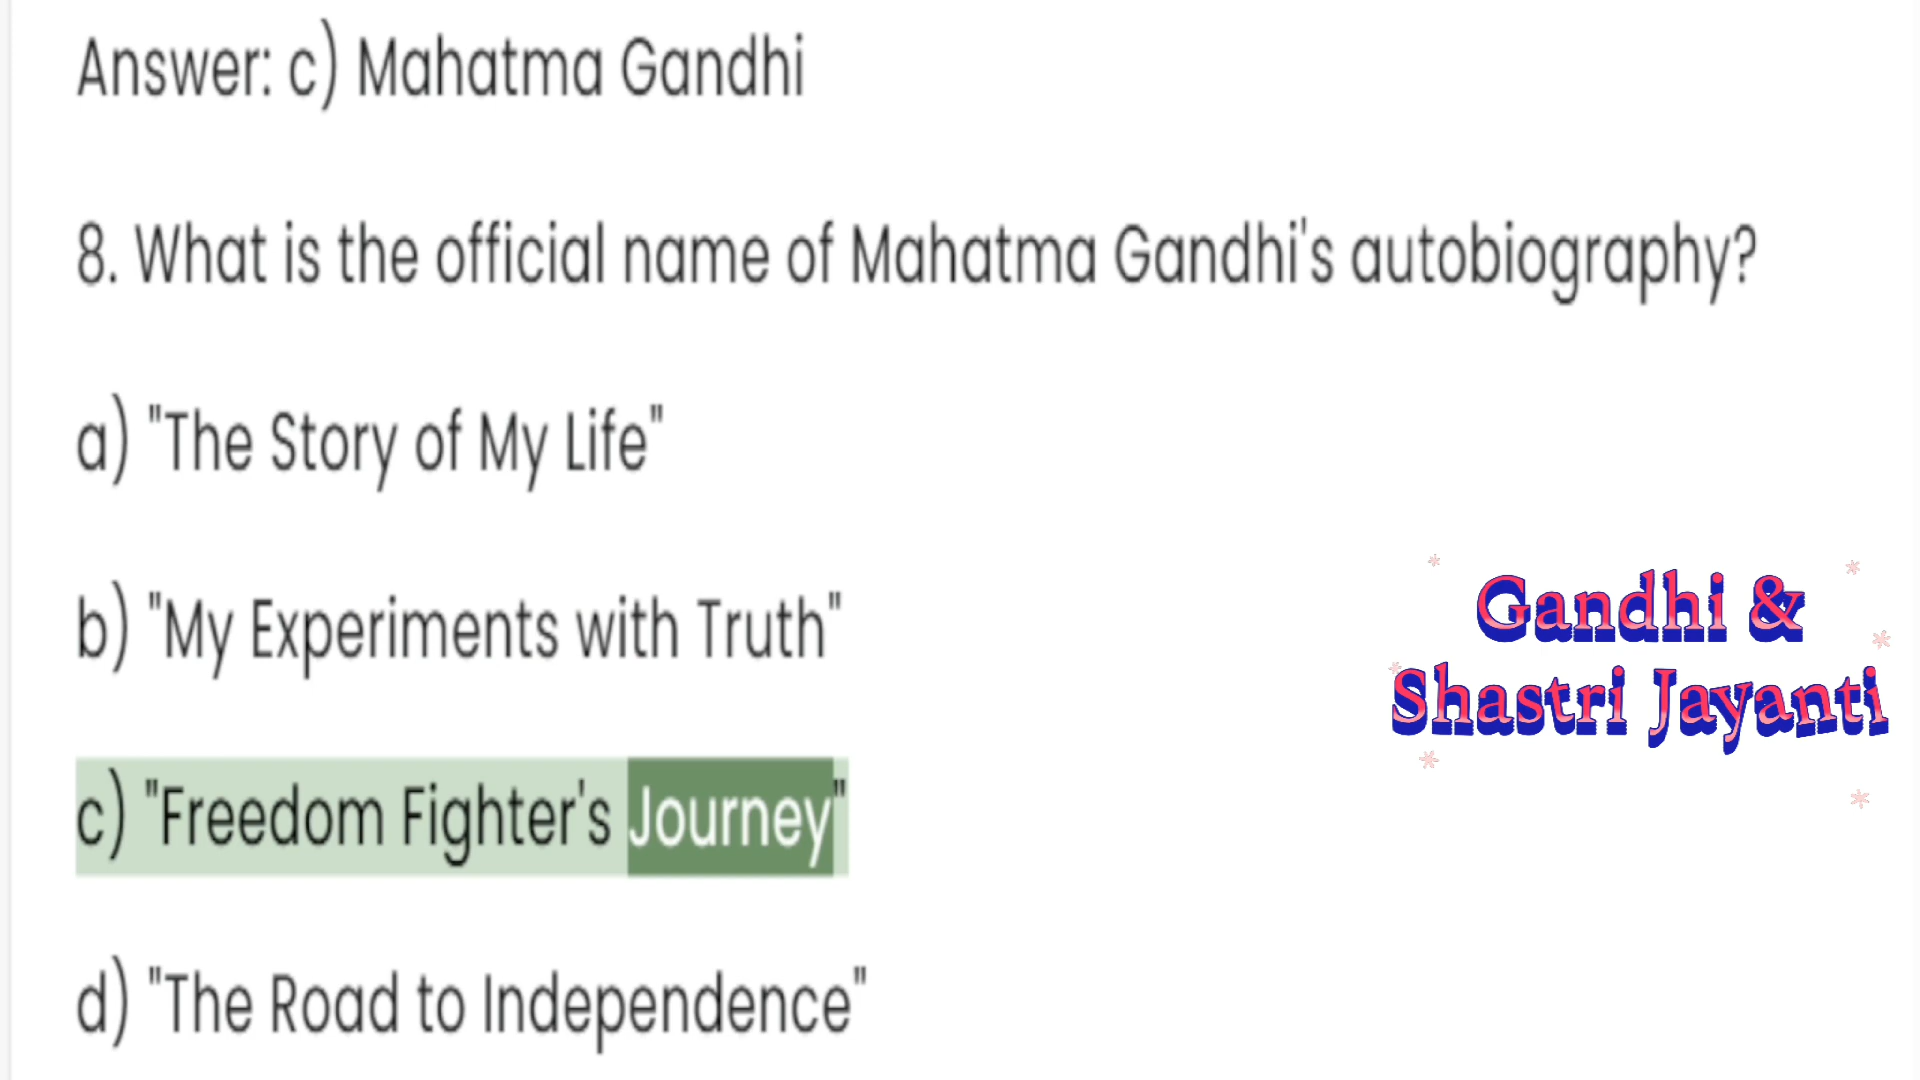 Answer: c) Mahatma Gandhi
8. What is the official name of Mahatma Gandhi's autobiography?
a) "The Story of My Life"
b) "My Experiments with Truth"
c) "Freedom Fighter's Journey"
d) "The Road to Independence"
Gandhi &
Shastri Jayanti